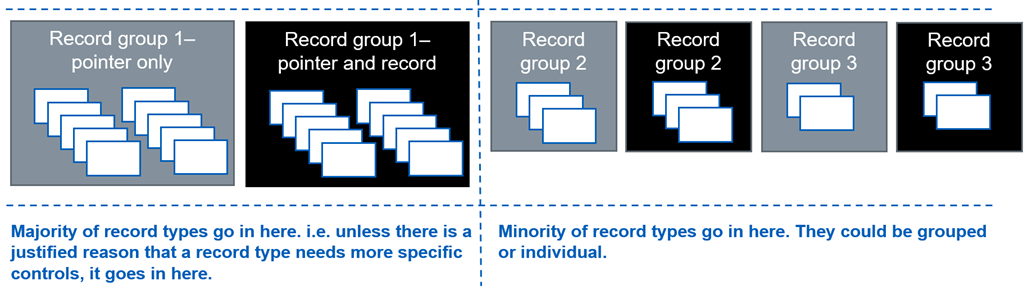 Record group 1–
pointer only
Record group 1–
pointer and record
Record
group 2
Record
group 2
Record
group 3
Record
group 3
Majority of record types go in here. i.e. unless there is a
justified reason that a record type needs more specific
controls, it goes in here.
Minority of record types go in here. They could be grouped
or individual.